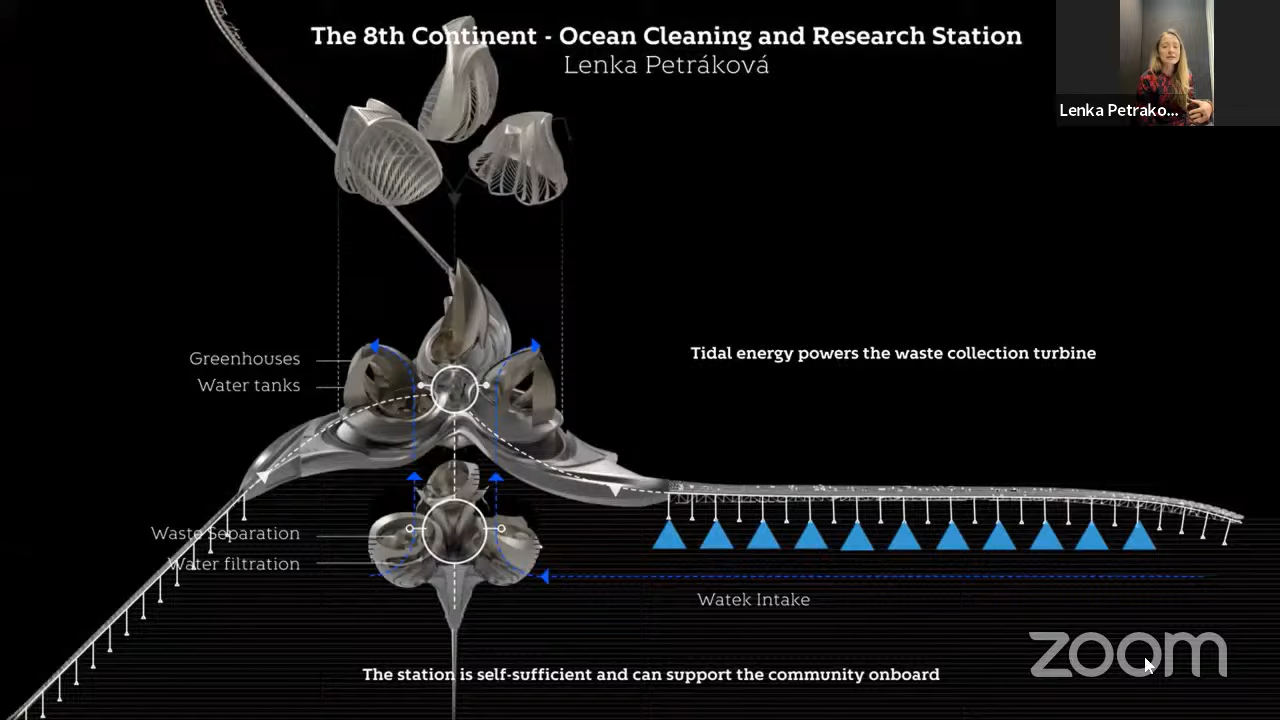 The 8th Continent - Ocean Cleaning and Research Station
Lenka Petráková
Lenka Petrako...
Greenhouses
Water tanks
Tidal energy powers the waste collection turbine
Waste Separation
Water filtration
Watek Intake
The station is self-sufficient and can support the community onboard
zoom